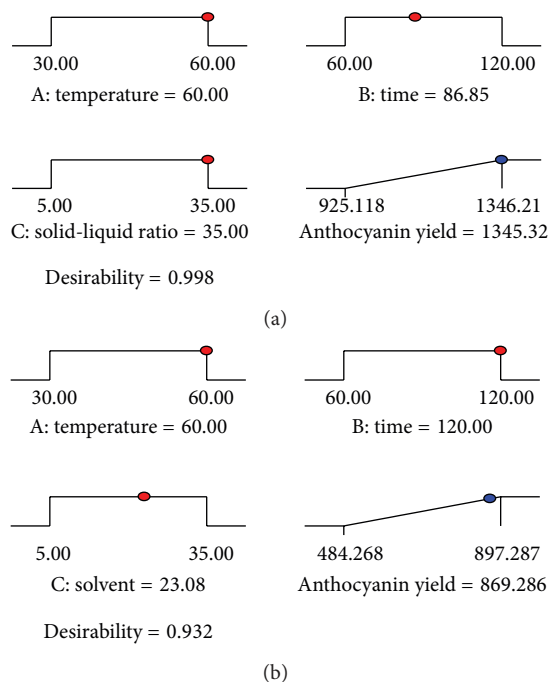 30.00 60.00 60.00 120.00
A: temperature = 60.00 B: time = 86.85
5.00 35.00 925.118 1346.21
C: solid-liquid ratio = 35.00 Anthocyanin yield = 1345.32
Desirability = 0.998
(a)
30.00 60.00 60.00 120.00
A: temperature = 60.00 B: time = 120.00
5.00 35.00 484.268 897.287
C: solvent = 23.08 Anthocyanin yield = 869.286
Desirability = 0.932
(b)